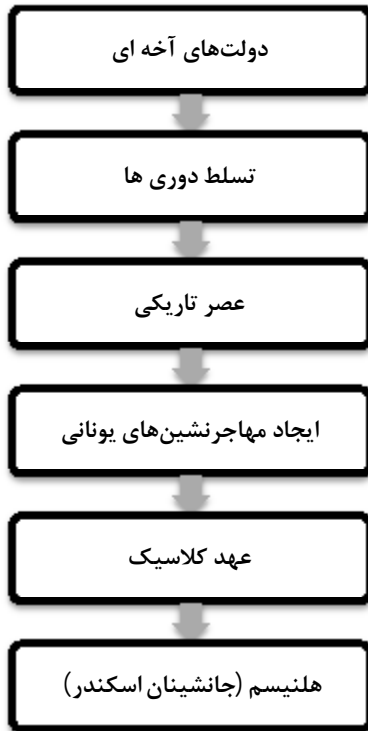 دولت‌های آخه ای
تسلط دوری ها
عصر تاریکی
ایجاد مهاجرنشین‌های یونانی
عهد کلاسیک
هلنیسم (جانشینان اسکندر)